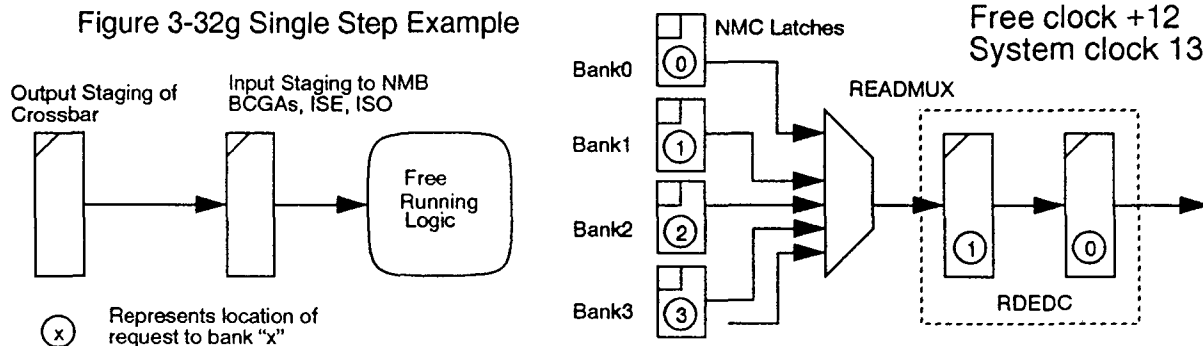 Figure 3-32g Single Step Example
Free clock +12
System clock 13
Output Staging of
Crossbar
Input Staging to NMB
BCGAs, ISE, ISO
Free
Running
Logic
x
Represents location of
request to bank “x”
NMC Latches
Bank0
0
Bank1
1
Bank2
2
Bank3
3
READMUX
1
0
RDEDC